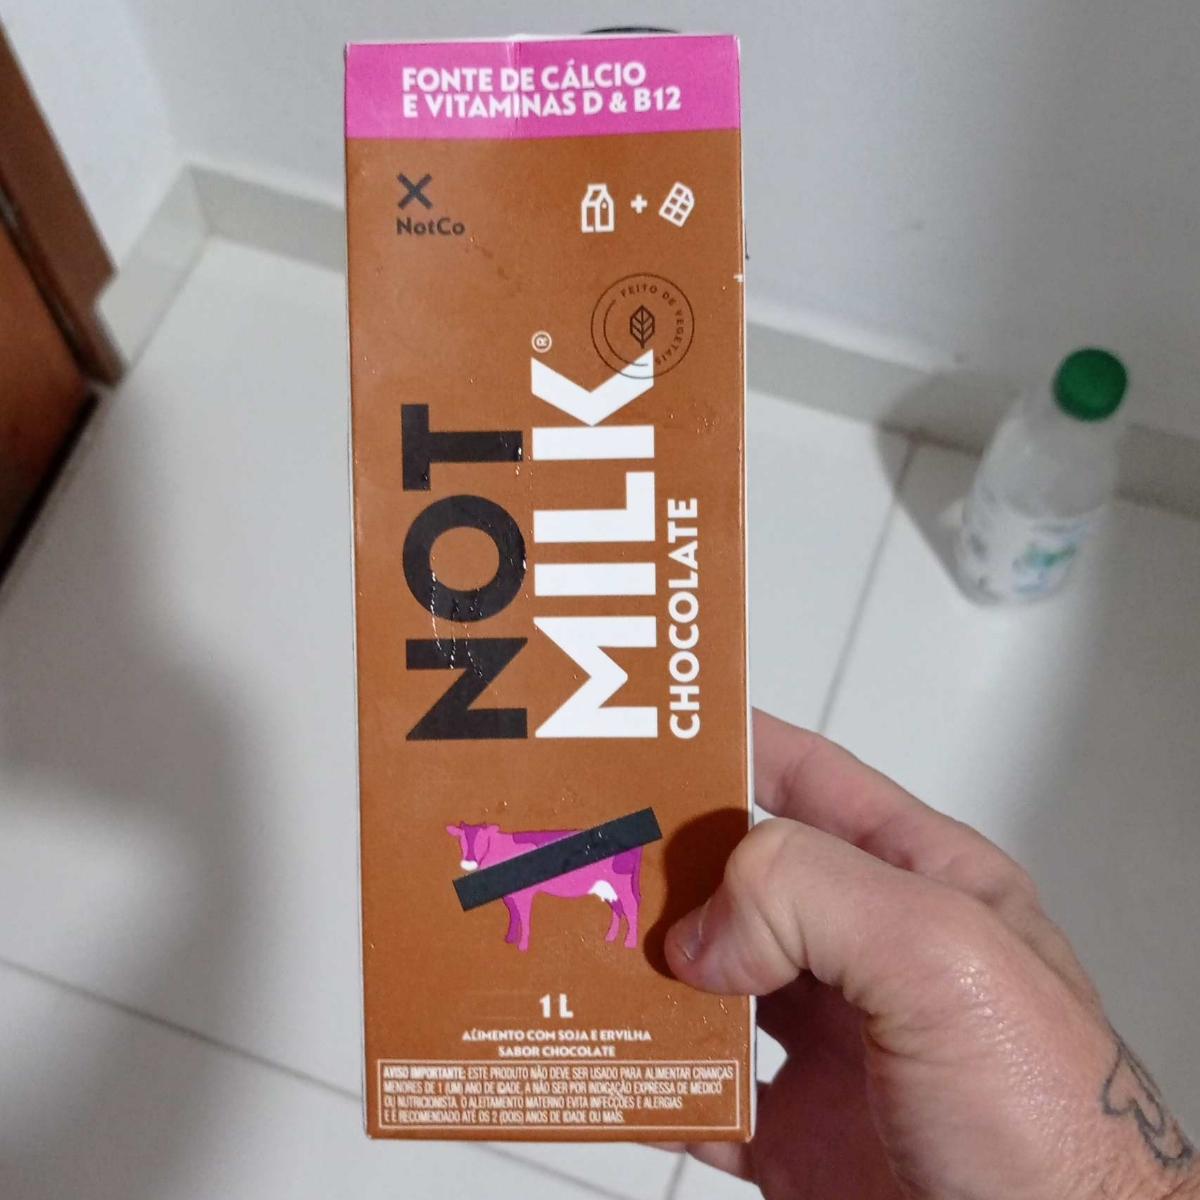 FONTE DE CÁLCIO
E VITAMINAS D & B12
NotCo
FEITO DE VEGETAIS
NOT
MILK®
CHOCOLATE
1 L
ALIMENTO COM SOJA E ERVILHA
SABOR CHOCOLATE
AVISO IMPORTANTE: ESTE PRODUTO NÃO DEVE SER USADO PARA ALIMENTAR CRIANÇAS
MENORES DE 1 (UM) ANO DE IDADE, A NÃO SER POR INDICAÇÃO EXPRESSA DE MÉDICO
OU NUTRICIONISTA. O ALEITAMENTO MATERNO EVITA INFECÇÕES E ALERGIAS
E É RECOMENDADO ATÉ OS 2 (DOIS) ANOS DE IDADE OU MAIS.